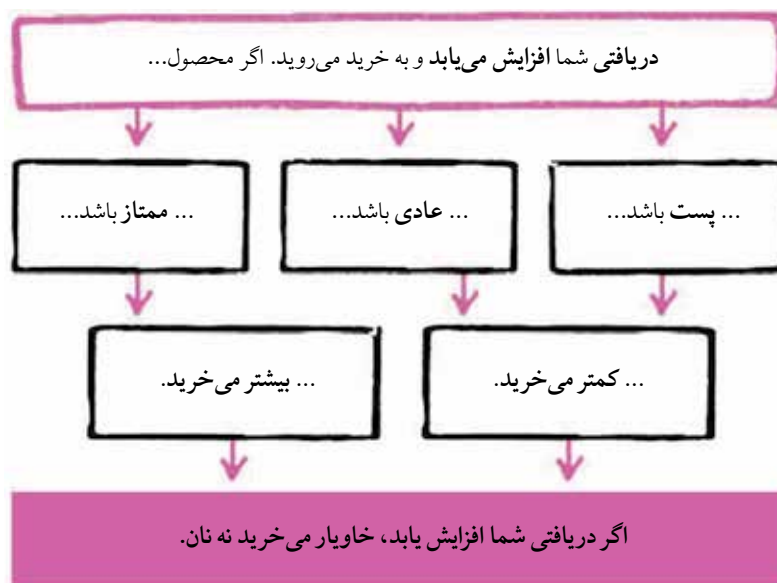 دریافتی شما افزایش می‌یابد و به خرید می‌روید. اگر محصول...
... پست باشد...
... عادی باشد...
... ممتاز باشد...
... کمتر می‌خرید.
... بیشتر می‌خرید.
اگر دریافتی شما افزایش یابد، خاویار می‌خرید نه نان.